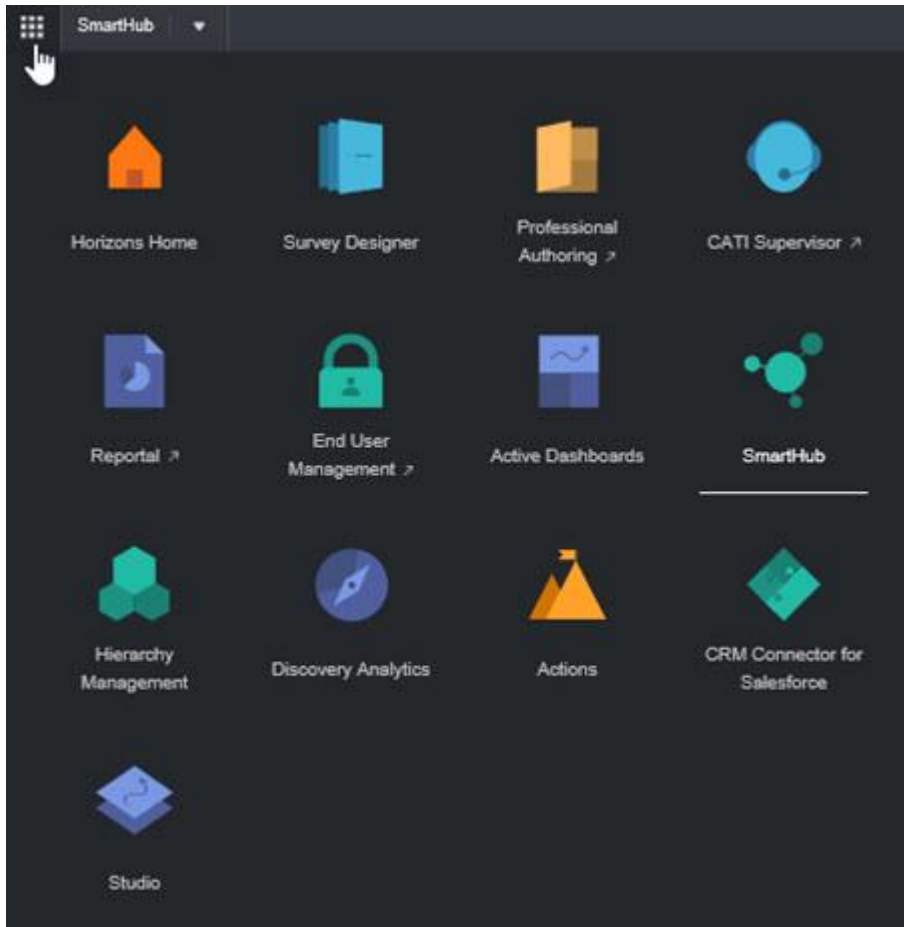 SmartHub
Horizons Home
Survey Designer
Professional
Authoring ↗
CATI Supervisor ↗
Reportal ↗
End User
Management ↗
Active Dashboards
SmartHub
Hierarchy
Management
Discovery Analytics
Actions
CRM Connector for
Salesforce
Studio